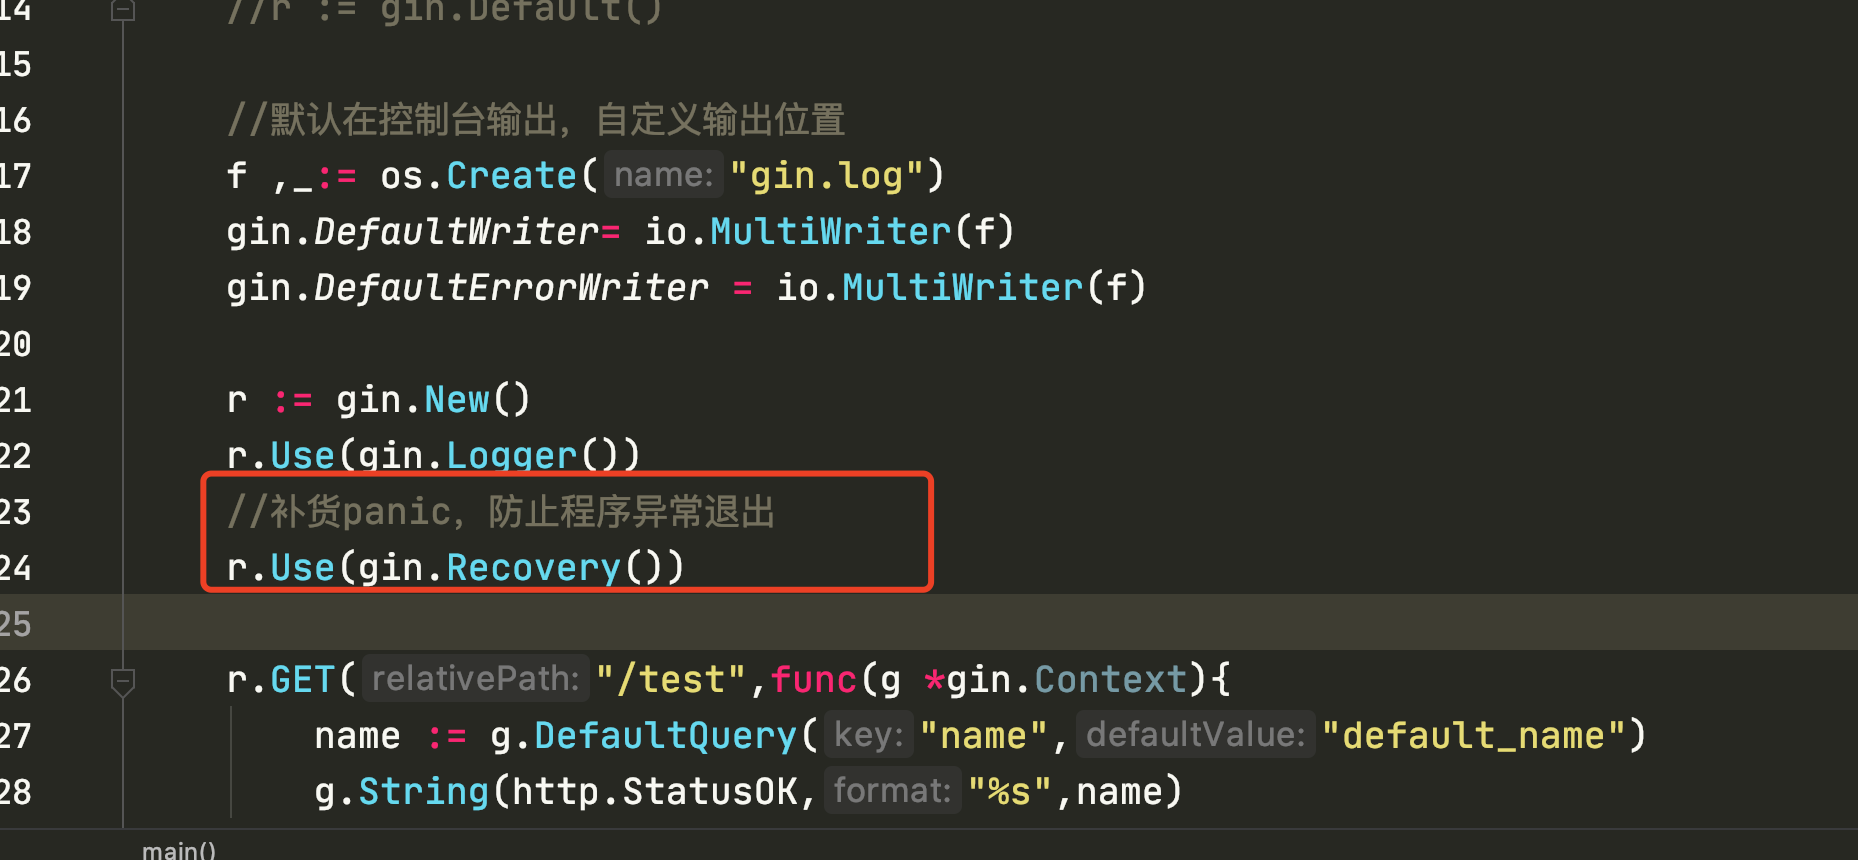 14 //r := gin.Default()
15
16 //默认在控制台输出，自定义输出位置
17 f ,_:= os.Create( name: "gin.log")
18 gin.DefaultWriter= io.MultiWriter(f)
19 gin.DefaultErrorWriter = io.MultiWriter(f)
20
21 r := gin.New()
22 r.Use(gin.Logger())
23 //补货panic，防止程序异常退出
24 r.Use(gin.Recovery())
25
26 r.GET( relativePath: "/test",func(g *gin.Context){
27 name := g.DefaultQuery( key: "name", defaultValue: "default_name")
28 g.String(http.StatusOK, format: "%s",name)
main()